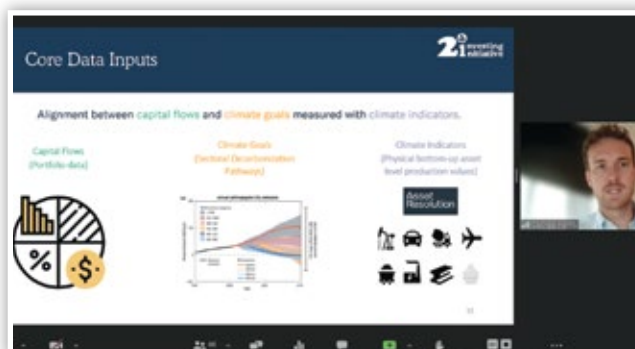 Core Data Inputs
2° investing
initiative
Alignment between capital flows and climate goals measured with climate indicators.
Capital Flows
(Portfolio data)
Climate Goals
(Sectoral Decarbonization
Pathways)
Climate Indicators
(Physical bottom-up asset
level production values)
Asset
Resolution
%
$